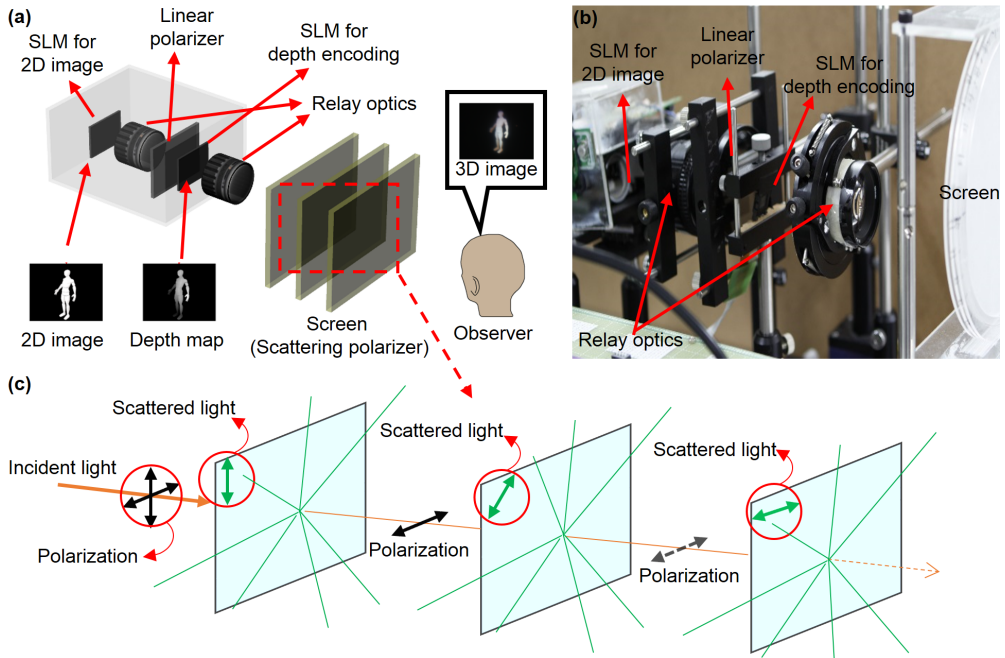 (a)
Linear
polarizer
SLM for
2D image
SLM for
depth encoding
Relay optics
3D image
2D image
Depth map
Screen
(Scattering polarizer)
Observer
(b)
SLM for
2D image
Linear
polarizer
SLM for
depth encoding
Screen
Relay optics
(c)
Scattered light
Incident light
Polarization
Scattered light
Polarization
Scattered light
Polarization